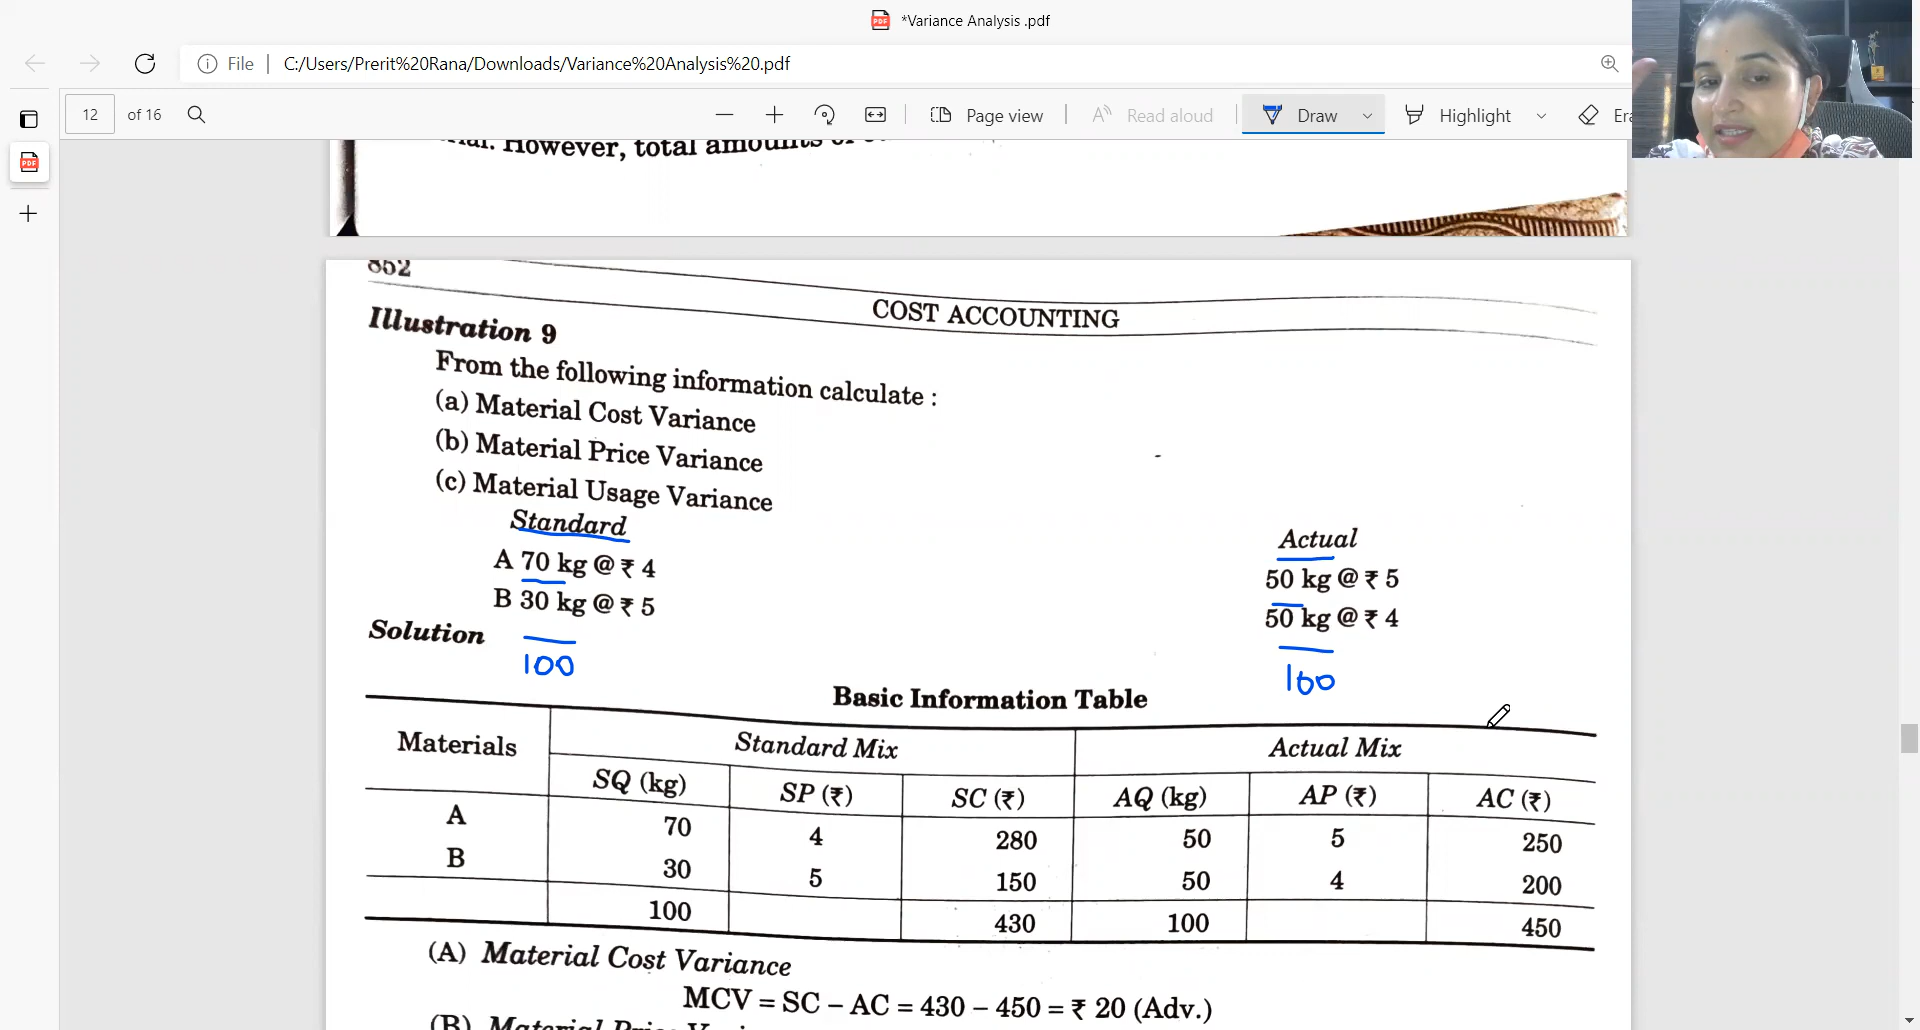 *Variance Analysis .pdf
File
C:/Users/Prerit%20Rana/Downloads/Variance%20Analysis%20.pdf
12 of 16
Page view
Read aloud
Draw
Highlight
However, total amounts
852
COST ACCOUNTING
Illustration 9
From the following information calculate :
(a) Material Cost Variance
(b) Material Price Variance
(c) Material Usage Variance
Standard Actual
A 70 kg @ ₹ 4 50 kg @ ₹ 5
B 30 kg @ ₹ 5 50 kg @ ₹ 4
Solution
100 100
Basic Information Table
Materials Standard Mix Actual Mix
SQ (kg) SP (₹) SC (₹) AQ (kg) AP (₹) AC (₹)
A 70 4 280 50 5 250
B 30 5 150 50 4 200
100 430 100 450
(A) Material Cost Variance
MCV = SC – AC = 430 – 450 = ₹ 20 (Adv.)
(B) Material